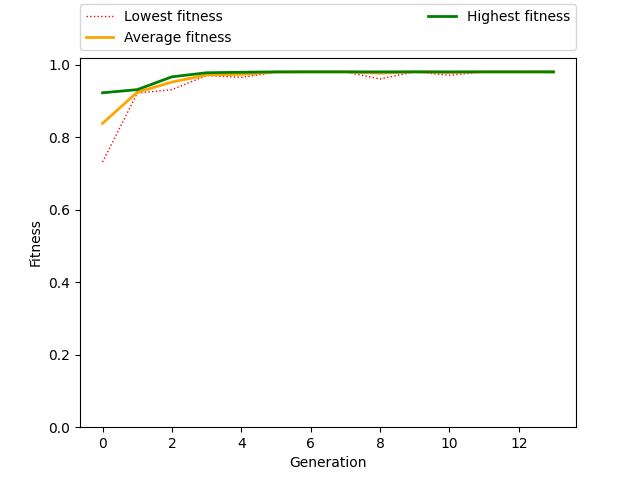 Lowest fitness
Average fitness
Highest fitness
1.0
0.8
0.6
0.4
0.2
0.0
Fitness
0 2 4 6 8 10 12
Generation